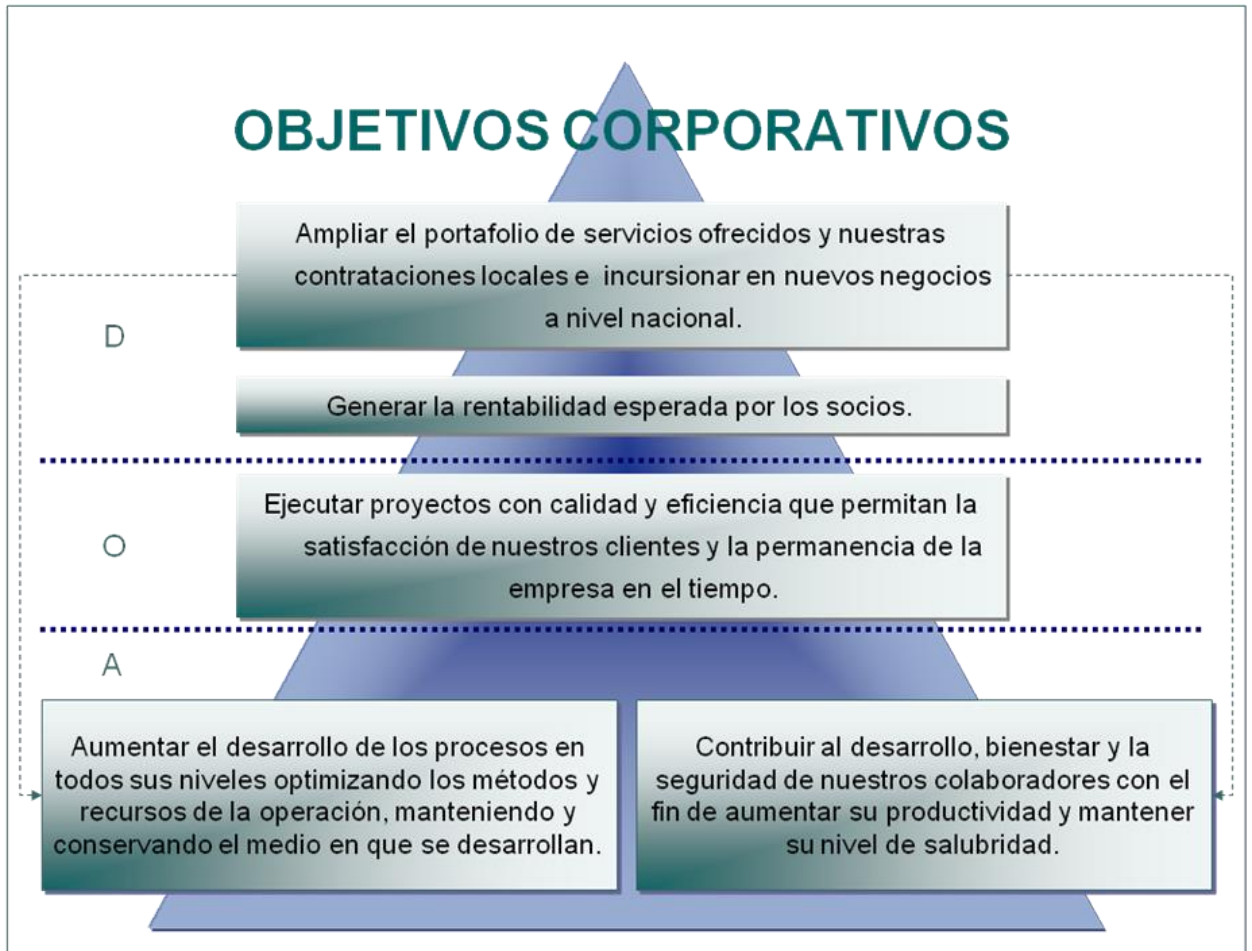 OBJETIVOS CORPORATIVOS
Ampliar el portafolio de servicios ofrecidos y nuestras
contrataciones locales e incursionar en nuevos negocios
a nivel nacional.
D
Generar la rentabilidad esperada por los socios.
Ejecutar proyectos con calidad y eficiencia que permitan la
satisfacción de nuestros clientes y la permanencia de la
empresa en el tiempo.
O
A
Aumentar el desarrollo de los procesos en
todos sus niveles optimizando los métodos y
recursos de la operación, manteniendo y
conservando el medio en que se desarrollan.
Contribuir al desarrollo, bienestar y la
seguridad de nuestros colaboradores con el
fin de aumentar su productividad y mantener
su nivel de salubridad.